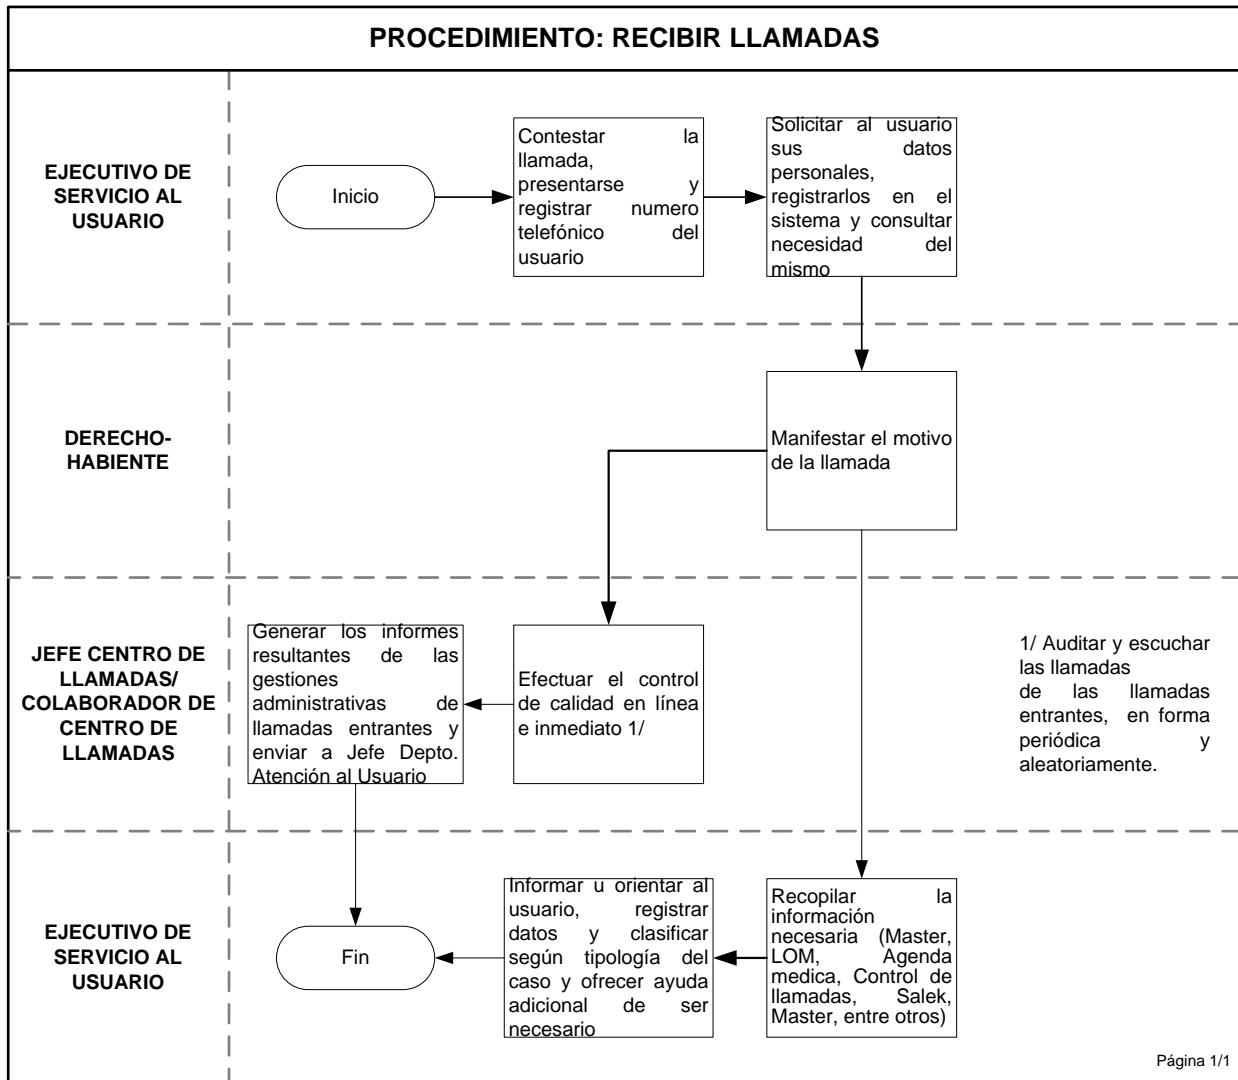 PROCEDIMIENTO: RECIBIR LLAMADAS
EJECUTIVO DE
SERVICIO AL
USUARIO
Inicio
Contestar la
llamada,
presentarse y
registrar numero
telefónico del
usuario
Solicitar al usuario
sus datos
personales,
registrarlos en el
sistema y consultar
necesidad del
mismo
DERECHO-
HABIENTE
Manifestar el motivo
de la llamada
JEFE CENTRO DE
LLAMADAS/
COLABORADOR DE
CENTRO DE
LLAMADAS
Generar los informes
resultantes de las
gestiones
administrativas de
llamadas entrantes y
enviar a Jefe Depto.
Atención al Usuario
Efectuar el control
de calidad en línea
e inmediato 1/
1/ Auditar y escuchar
las llamadas
de las llamadas
entrantes, en forma
periódica y
aleatoriamente.
EJECUTIVO DE
SERVICIO AL
USUARIO
Fin
Informar u orientar al
usuario, registrar
datos y clasificar
según tipología del
caso y ofrecer ayuda
adicional de ser
necesario
Recopilar la
información
necesaria (Master,
LOM, Agenda
medica, Control de
llamadas, Salek,
Master, entre otros)
Página 1/1